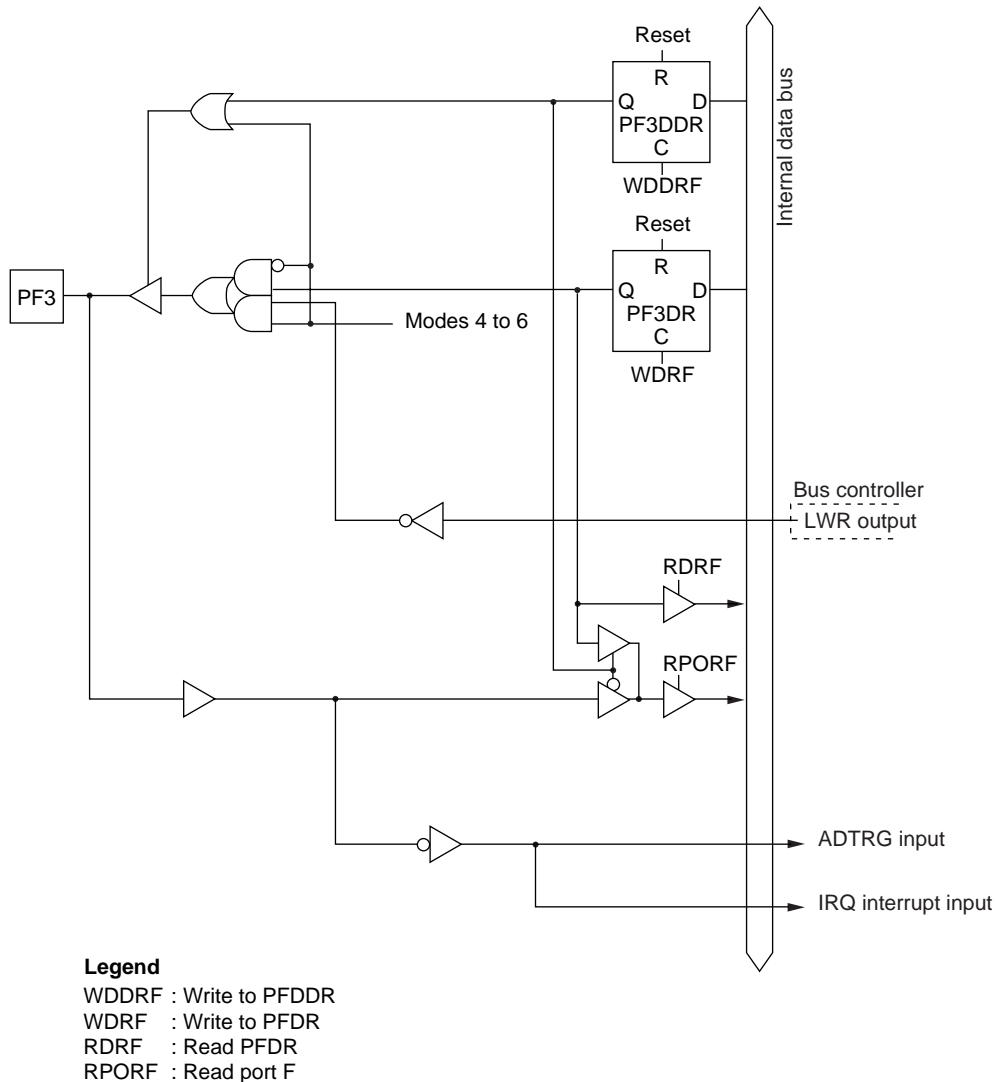 Reset
R
Q D
PF3DDR
C
WDDRF
Internal data bus
Reset
R
Q D
PF3DR
C
WDRF
PF3
Modes 4 to 6
Bus controller
LWR output
RDRF
RPORF
ADTRG input
IRQ interrupt input
Legend
WDDRF : Write to PFDDR
WDRF : Write to PFDR
RDRF : Read PFDR
RPORF : Read port F